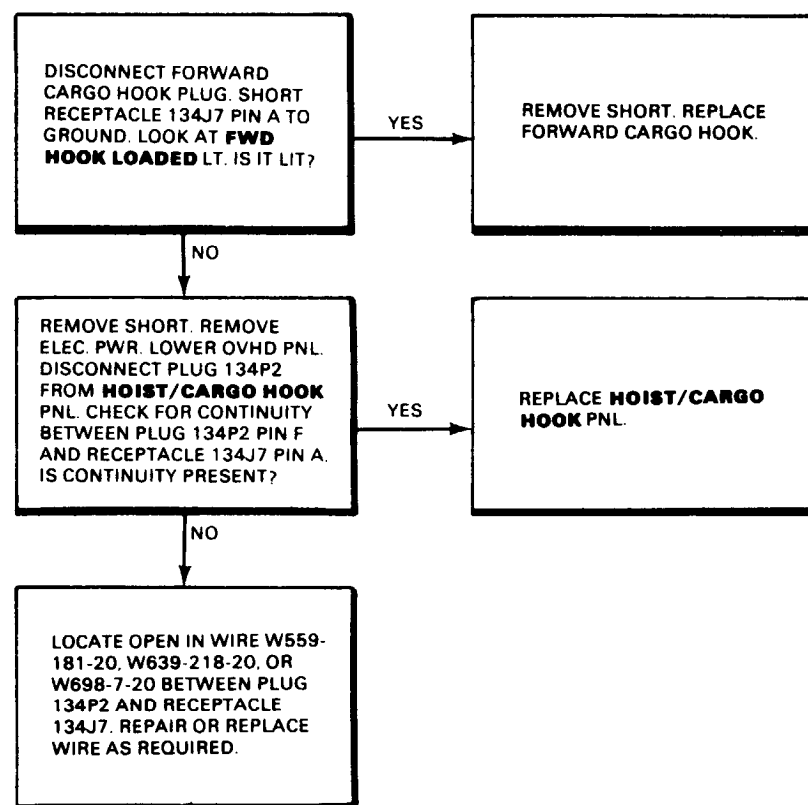 DISCONNECT FORWARD
CARGO HOOK PLUG. SHORT
RECEPTACLE 134J7 PIN A TO
GROUND. LOOK AT FWD
HOOK LOADED LT. IS IT LIT?
YES
REMOVE SHORT. REPLACE
FORWARD CARGO HOOK.
NO
REMOVE SHORT. REMOVE
ELEC. PWR. LOWER OVHD PNL.
DISCONNECT PLUG 134P2
FROM HOIST/CARGO HOOK
PNL. CHECK FOR CONTINUITY
BETWEEN PLUG 134P2 PIN F
AND RECEPTACLE 134J7 PIN A.
IS CONTINUITY PRESENT?
YES
REPLACE HOIST/CARGO
HOOK PNL.
NO
LOCATE OPEN IN WIRE W559-
181-20, W639-218-20, OR
W698-7-20 BETWEEN PLUG
134P2 AND RECEPTACLE
134J7. REPAIR OR REPLACE
WIRE AS REQUIRED.